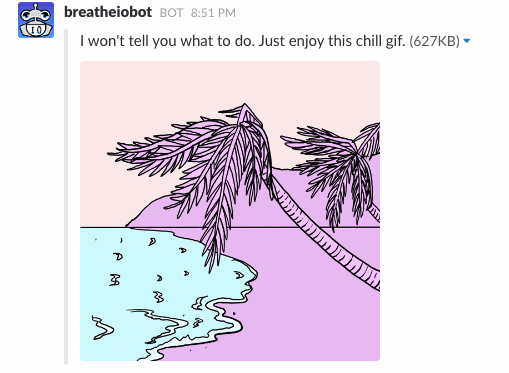 breatheiobot BOT 8:51 PM
I won't tell you what to do. Just enjoy this chill gif. (627KB)